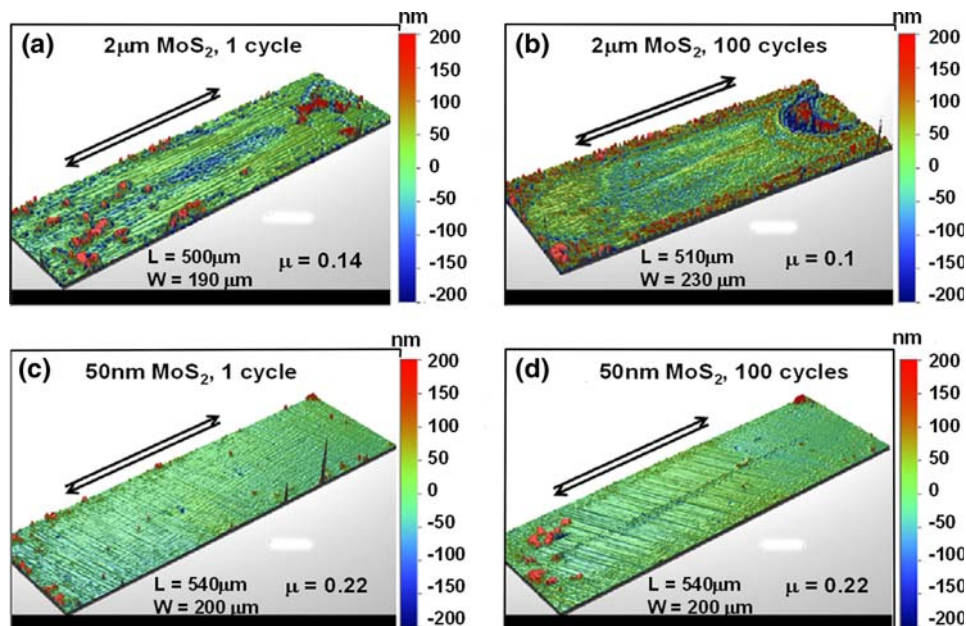 nm
(a)
2μm MoS₂, 1 cycle
200
150
100
50
0
-50
-100
-150
-200
L = 500μm
W = 190 μm
μ = 0.14
nm
(b)
2μm MoS₂, 100 cycles
200
150
100
50
0
-50
-100
-150
-200
L = 510μm
W = 230 μm
μ = 0.1
nm
(c)
50nm MoS₂, 1 cycle
200
150
100
50
0
-50
-100
-150
-200
L = 540μm
W = 200 μm
μ = 0.22
nm
(d)
50nm MoS₂, 100 cycles
200
150
100
50
0
-50
-100
-150
-200
L = 540μm
W = 200 μm
μ = 0.22